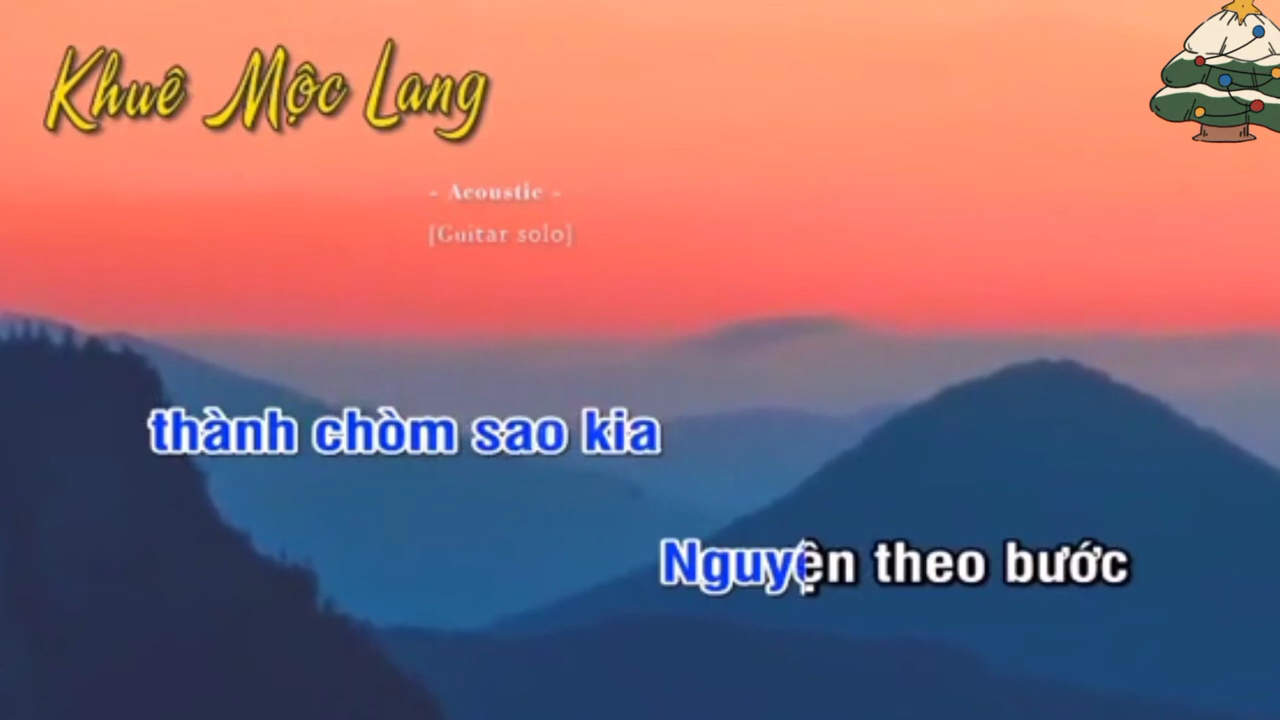 Khuê Mộc Lang
- Acoustic -
[Guitar solo]
thành chòm sao kia
Nguyện theo bước